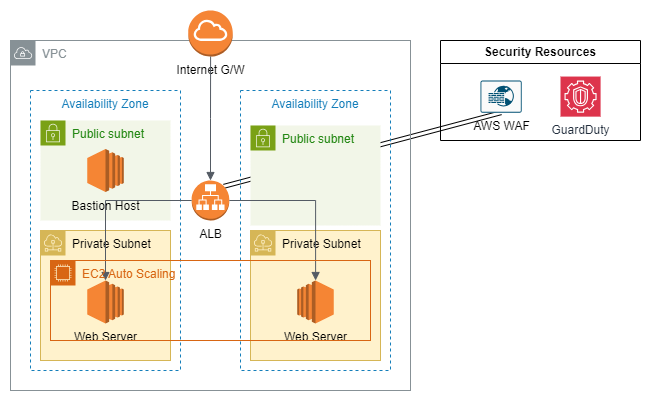 Internet G/W
VPC
Security Resources
AWS WAF
GuardDuty
Availability Zone
Availability Zone
Public subnet
Public subnet
Bastion Host
ALB
Private Subnet
Private Subnet
EC2 Auto Scaling
Web Server
Web Server